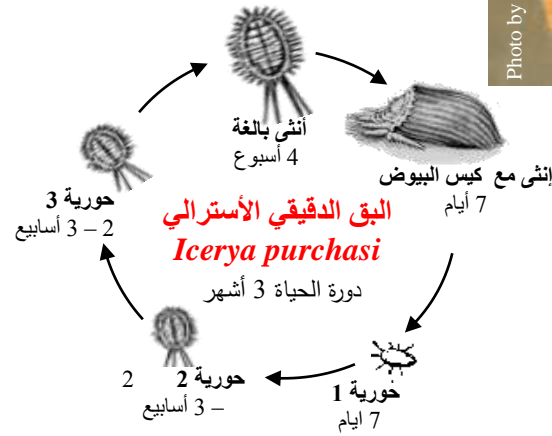 Photo by
أنثى بالغة
4 أسبوع
إنثى مع كيس البيوض
7 أيام
حورية 3
2 – 3 أسابيع
البق الدقيقي الأسترالي
Icerya purchasi
دورة الحياة 3 أشهر
حورية 2 2
– 3 أسابيع
حورية 1
7 ايام